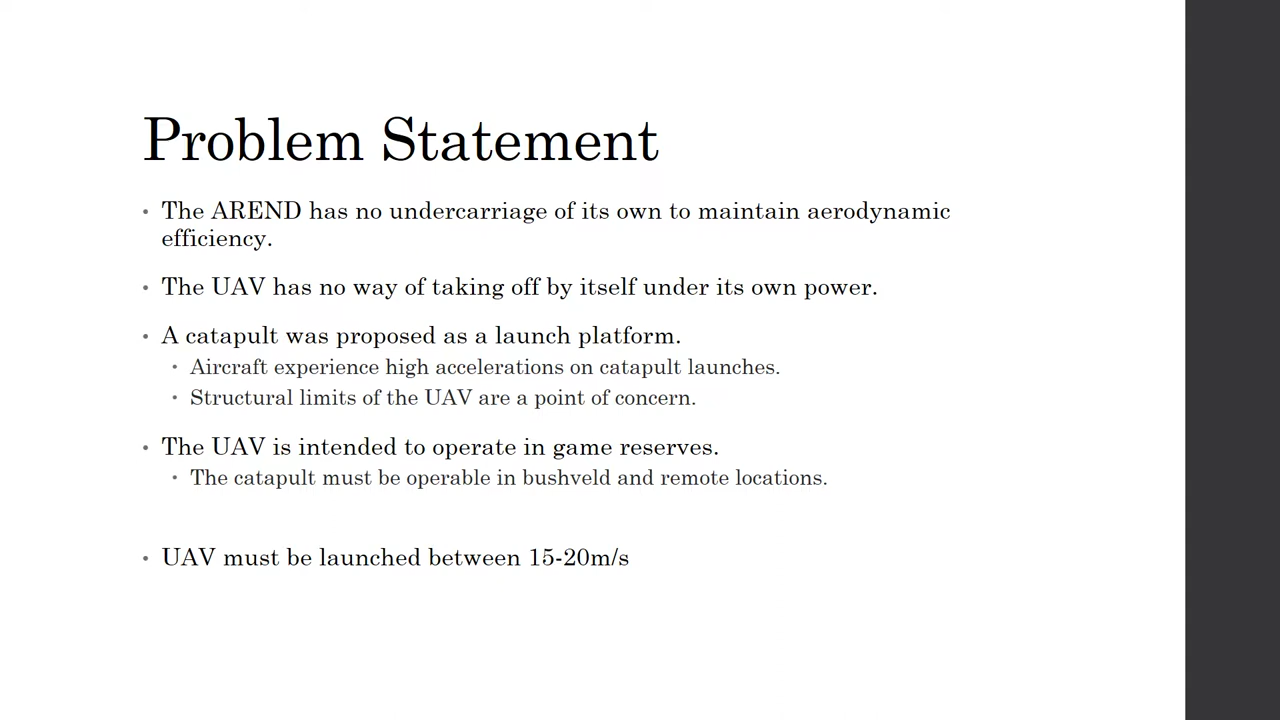 Problem Statement
• The AREND has no undercarriage of its own to maintain aerodynamic
efficiency.
• The UAV has no way of taking off by itself under its own power.
• A catapult was proposed as a launch platform.
• Aircraft experience high accelerations on catapult launches.
• Structural limits of the UAV are a point of concern.
• The UAV is intended to operate in game reserves.
• The catapult must be operable in bushveld and remote locations.
• UAV must be launched between 15-20m/s